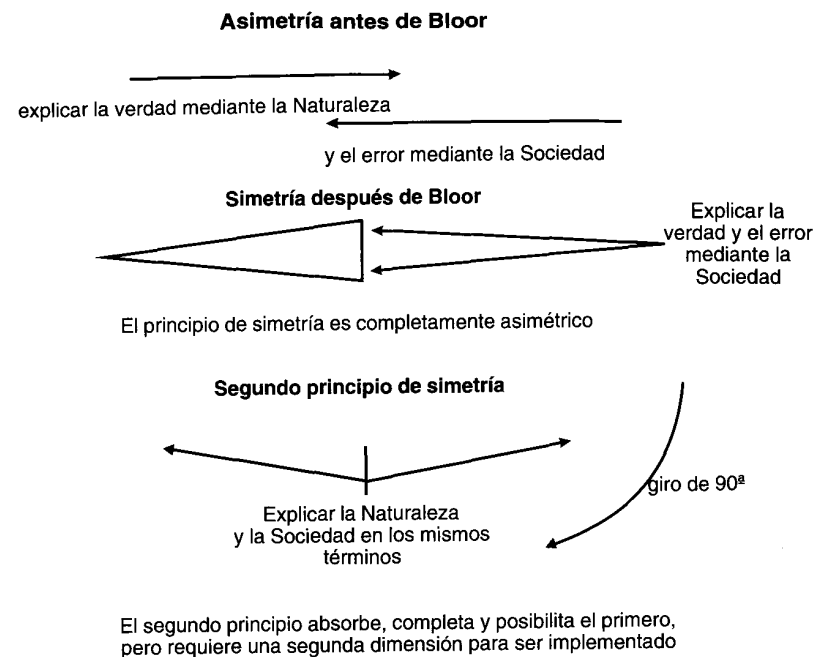 Asimetría antes de Bloor
explicar la verdad mediante la Naturaleza
y el error mediante la Sociedad
Simetría después de Bloor
Explicar la
verdad y el error
mediante la
Sociedad
El principio de simetría es completamente asimétrico
Segundo principio de simetría
giro de 90ª
Explicar la Naturaleza
y la Sociedad en los mismos
términos
El segundo principio absorbe, completa y posibilita el primero,
pero requiere una segunda dimensión para ser implementado